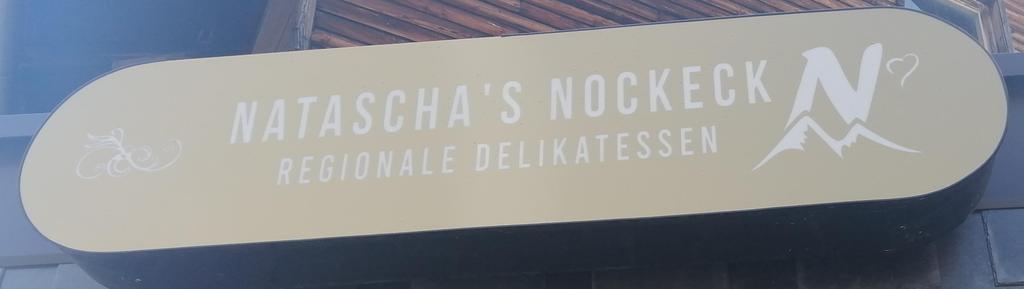 NATASCHA'S NOCKECK
REGIONALE DELIKATESSEN
N